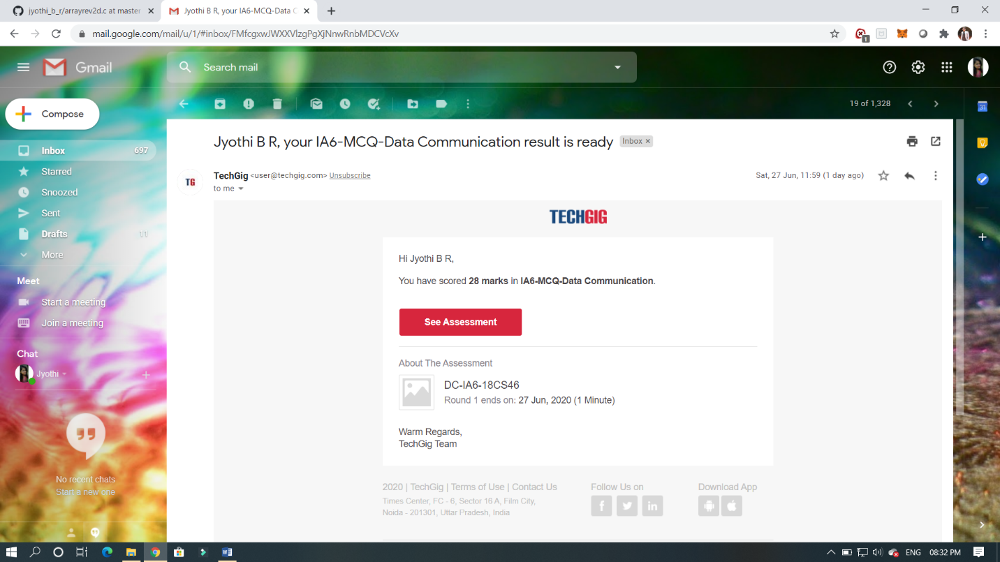 jyothi_b_r/arrayrev2d.c at master
Jyothi B R, your IA6-MCQ-Data C
mail.google.com/mail/u/1/#inbox/FMfcgxwJWXXVlzgPgXjNnwRnbMDCVcXv
1
Gmail
Search mail
Compose
19 of 1,328
31
Inbox 697
Starred
Snoozed
Sent
Drafts 11
More
Meet
Start a meeting
Join a meeting
Chat
Jyothi
No recent chats
Start a new one
Jyothi B R, your IA6-MCQ-Data Communication result is ready Inbox ×
TG
TechGig <user@techgig.com> Unsubscribe
Sat, 27 Jun, 11:59 (1 day ago)
to me
TECHGIG
Hi Jyothi B R,
You have scored 28 marks in IA6-MCQ-Data Communication.
See Assessment
About The Assessment
DC-IA6-18CS46
Round 1 ends on: 27 Jun, 2020 (1 Minute)
Warm Regards,
TechGig Team
2020 | TechGig | Terms of Use | Contact Us
Times Center, FC - 6, Sector 16 A, Film City,
Noida - 201301, Uttar Pradesh, India
Follow Us on
Download App
ENG 08:32 PM